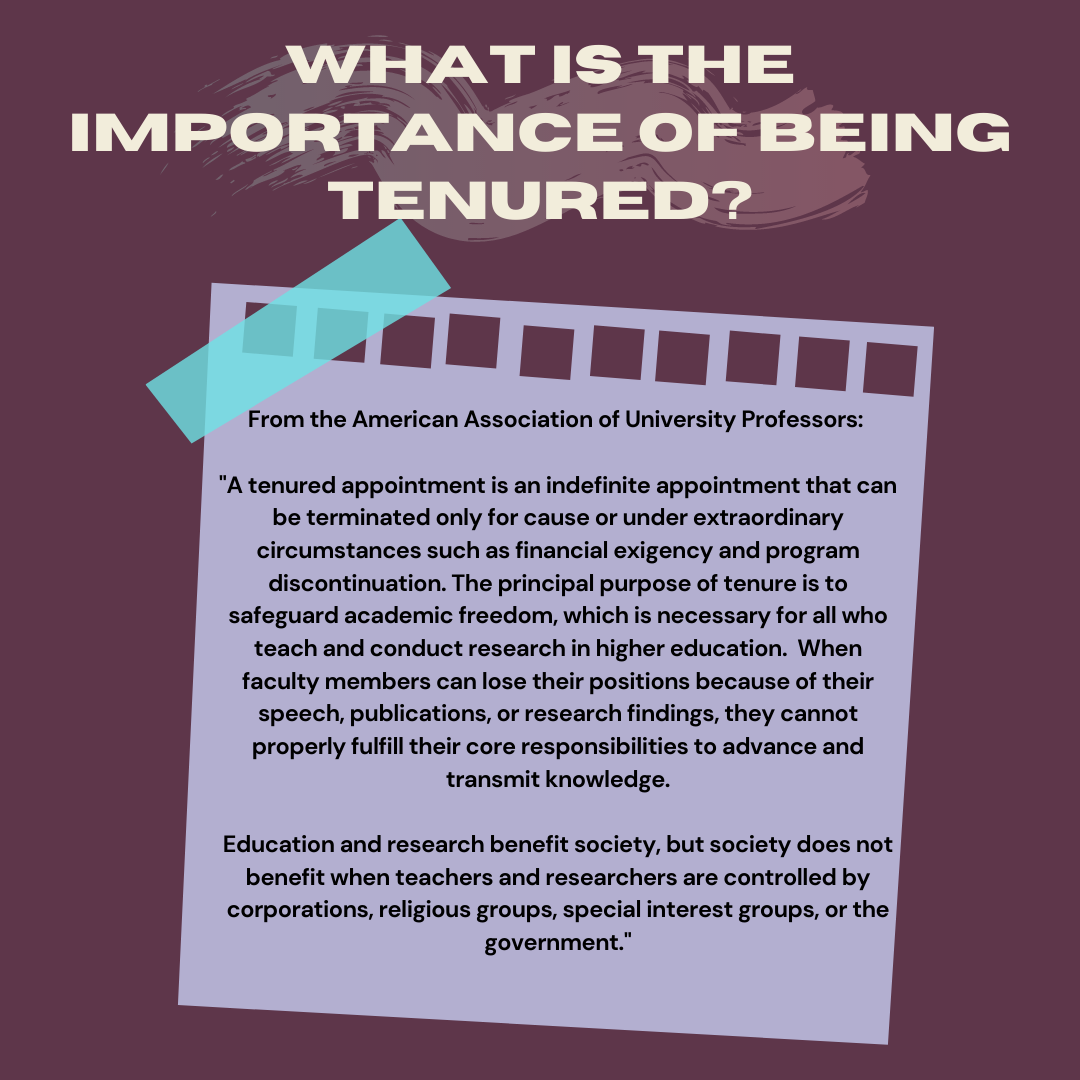 WHAT IS THE
IMPORTANCE OF BEING
TENURED?
From the American Association of University Professors:
"A tenured appointment is an indefinite appointment that can
be terminated only for cause or under extraordinary
circumstances such as financial exigency and program
discontinuation. The principal purpose of tenure is to
safeguard academic freedom, which is necessary for all who
teach and conduct research in higher education.  When
faculty members can lose their positions because of their
speech, publications, or research findings, they cannot
properly fulfill their core responsibilities to advance and
transmit knowledge.
Education and research benefit society, but society does not
benefit when teachers and researchers are controlled by
corporations, religious groups, special interest groups, or the
government."